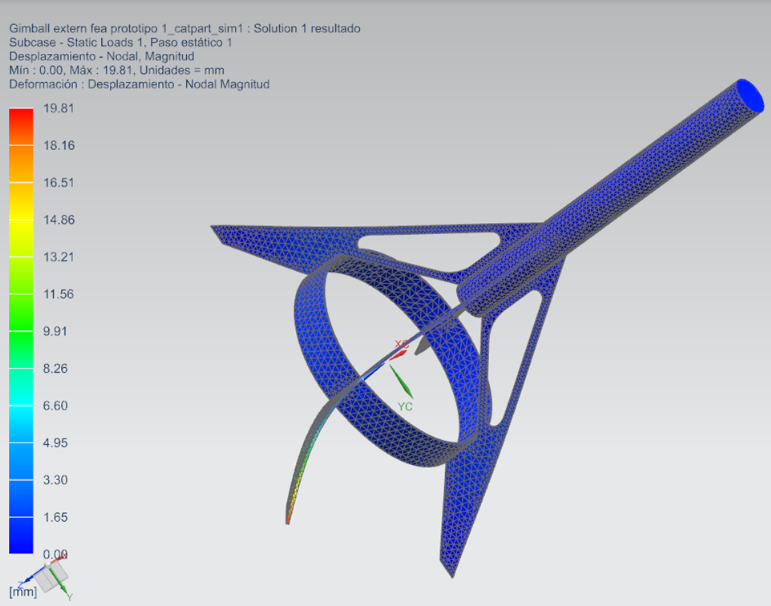 Gimball extern fea prototipo 1_catpart_sim1 : Solution 1 resultado
Subcase - Static Loads 1, Paso estático 1
Desplazamiento - Nodal, Magnitud
Mín : 0.00, Máx : 19.81, Unidades = mm
Deformación : Desplazamiento - Nodal Magnitud
19.81
18.16
16.51
14.86
13.21
11.56
9.91
8.26
6.60
4.95
3.30
1.65
0.00
[mm]
XC
YC
Z
Y